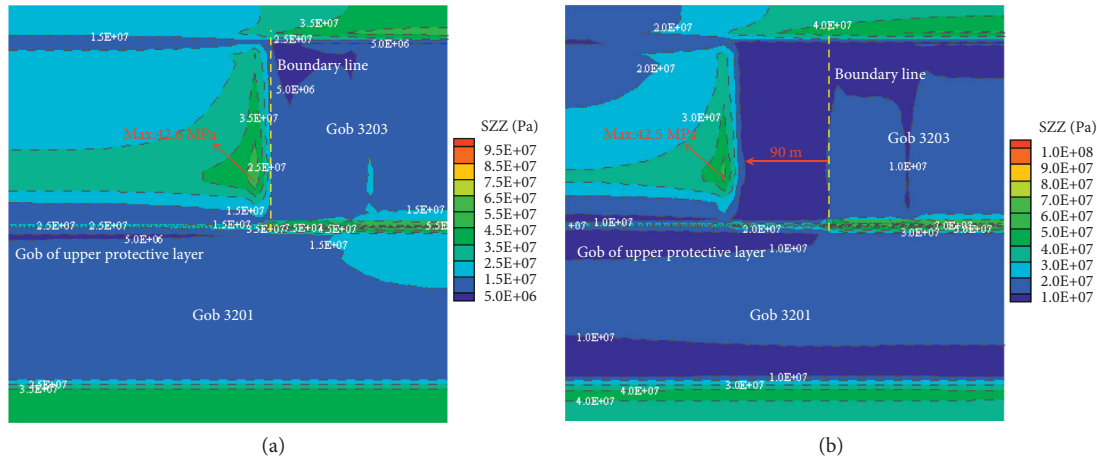 3.5E+07
1.5E+07
2.5E+07
5.0E+06
Boundary line
5.0E+06
Gob 3203
3.5E+07
Max:42.6 MPa
2.5E+07
1.5E+07
1.5E+07
2.5E+07
2.5E+07
1.5E+07
3.5E+07
7.5E+07
4.5E+07
5.5E
5.0E+06
1.5E+07
Gob of upper protective layer
Gob 3201
2.5E+07
3.5E+07
SZZ (Pa)
9.5E+07
8.5E+07
7.5E+07
6.5E+07
5.5E+07
4.5E+07
3.5E+07
2.5E+07
1.5E+07
5.0E+06
(a)
2.0E+07
4.0E+07
2.0E+07
Boundary line
3.0E+07
Max:42.5 MPa
Gob 3203
90 m
1.0E+07
1.0E+07
+07
2.0E+07
2.0E+07
3.0E+07
5.0E+07
1.0E+07
Gob of upper protective layer
Gob 3201
1.0E+07
1.0E+07
3.0E+07
4.0E+07
4.0E+07
SZZ (Pa)
1.0E+08
9.0E+07
8.0E+07
7.0E+07
6.0E+07
5.0E+07
4.0E+07
3.0E+07
2.0E+07
1.0E+07
(b)